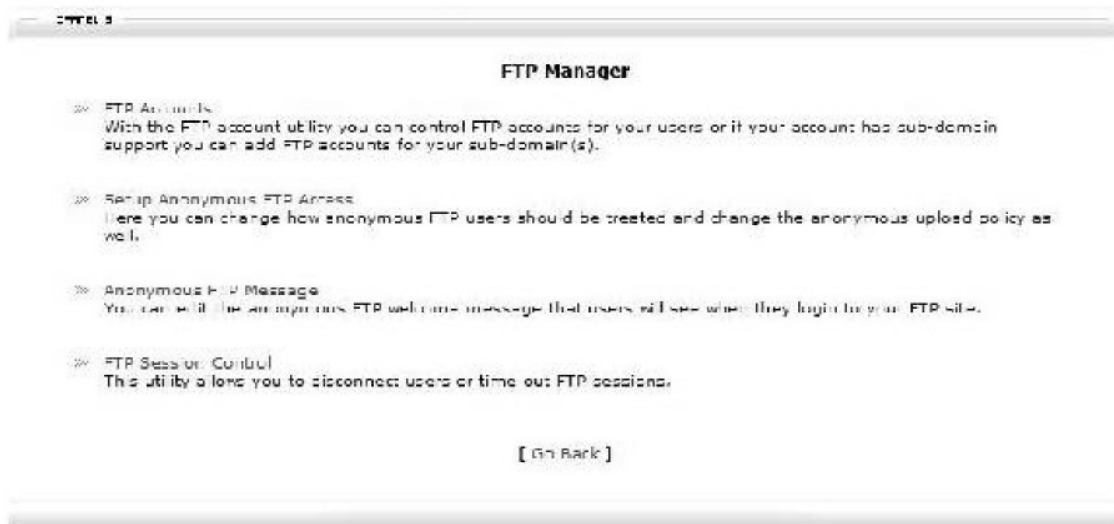 FTP Manager
FTP Accounts
With the FTP account utility you can control FTP accounts for your users or if your account has sub-domain
support you can add FTP accounts for your sub-domain(s).
Setup Anonymous FTP Access
Here you can change how anonymous FTP users should be treated and change the anonymous upload policy as
well.
Anonymous FTP Message
You can edit the anonymous FTP welcome message that users will see when they login to your FTP site.
FTP Session Control
This utility allows you to disconnect users or time out FTP sessions.
[ Go Back ]